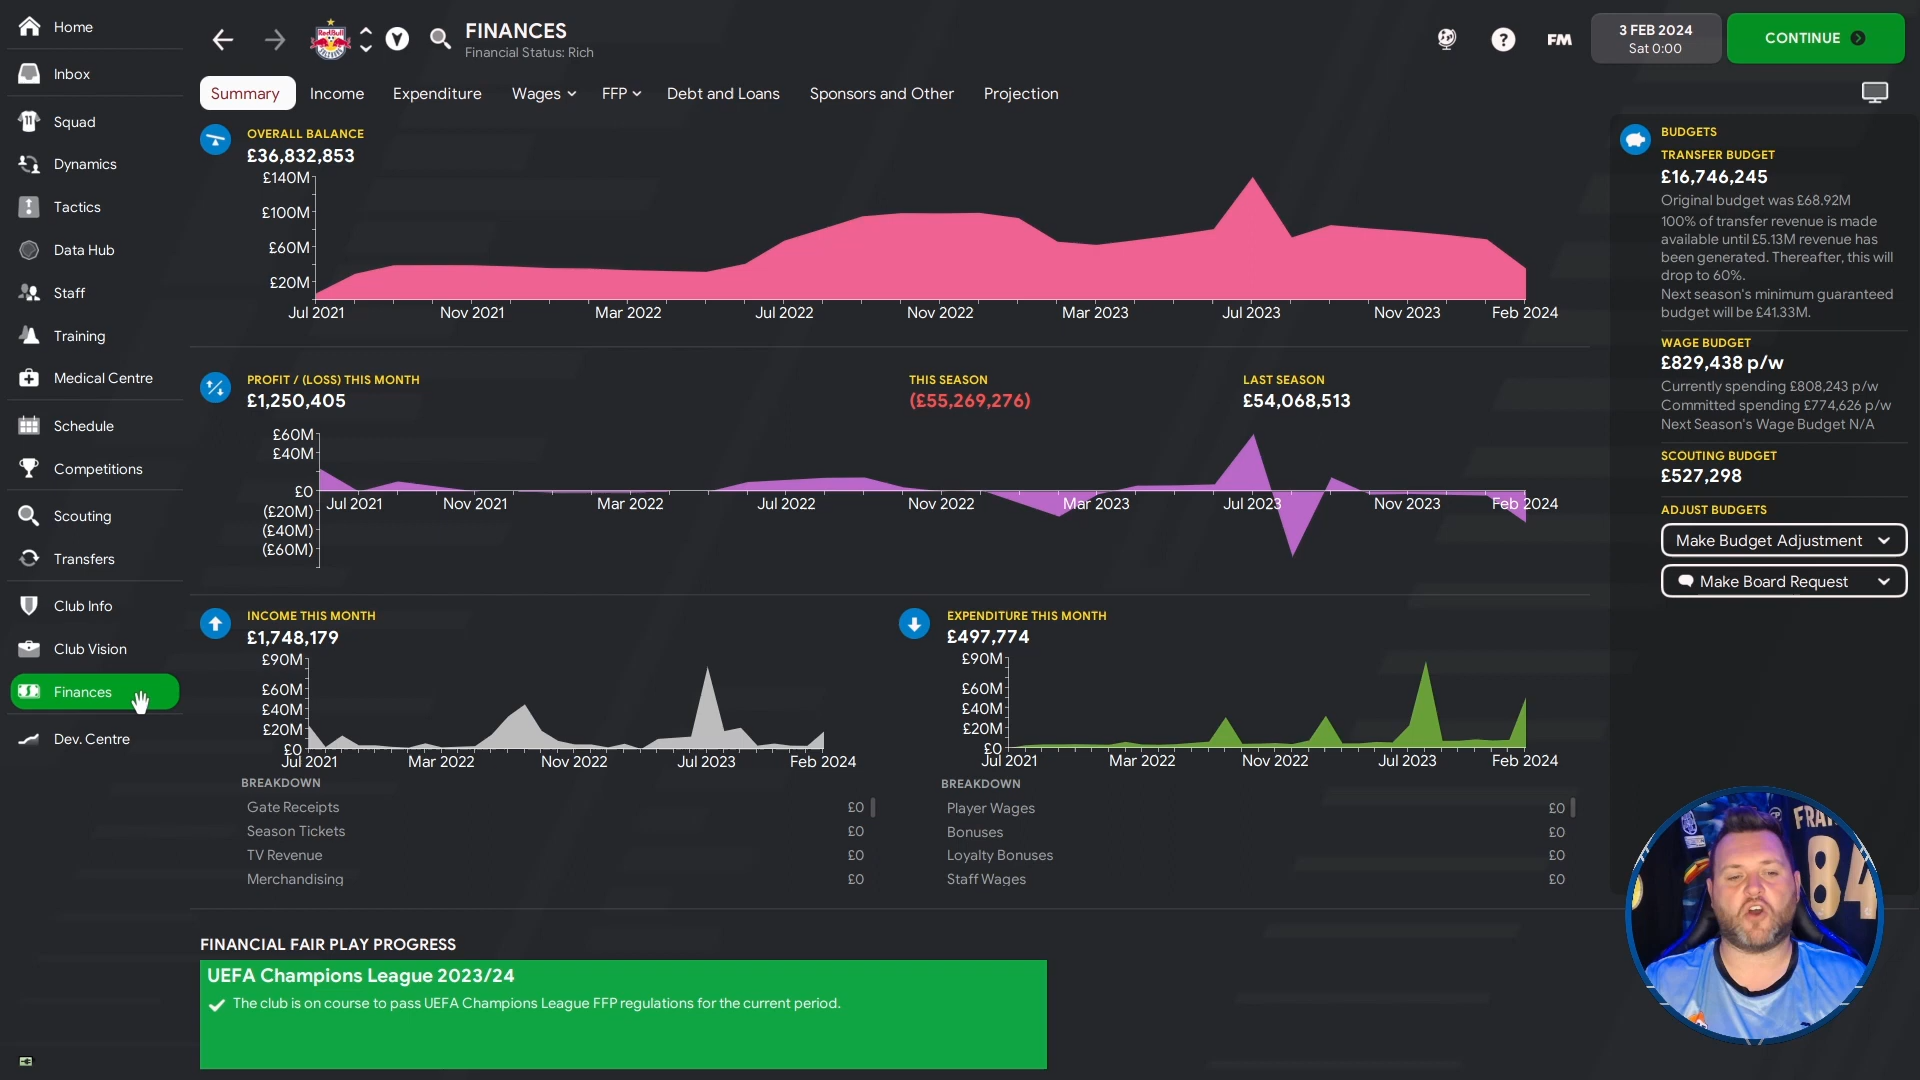 Home
Inbox
Squad
Dynamics
Tactics
Data Hub
Staff
Training
Medical Centre
Schedule
Competitions
Scouting
Transfers
Club Info
Club Vision
Finances
Dev. Centre
FINANCES
Financial Status: Rich
FM
3 FEB 2024
Sat 0:00
CONTINUE
Summary
Income
Expenditure
Wages
FFP
Debt and Loans
Sponsors and Other
Projection
OVERALL BALANCE
£36,832,853
£140M
£100M
£60M
£20M
Jul 2021 Nov 2021 Mar 2022 Jul 2022 Nov 2022 Mar 2023 Jul 2023 Nov 2023 Feb 2024
PROFIT / (LOSS) THIS MONTH
£1,250,405
THIS SEASON
(£55,269,276)
LAST SEASON
£54,068,513
£60M
£40M
£0
(£20M)
(£40M)
(£60M)
Jul 2021 Nov 2021 Mar 2022 Jul 2022 Nov 2022 Mar 2023 Jul 2023 Nov 2023 Feb 2024
INCOME THIS MONTH
£1,748,179
£90M
£60M
£40M
£20M
£0
Jul 2021 Mar 2022 Nov 2022 Jul 2023 Feb 2024
BREAKDOWN
Gate Receipts £0
Season Tickets £0
TV Revenue £0
Merchandising £0
EXPENDITURE THIS MONTH
£497,774
£90M
£60M
£40M
£20M
£0
Jul 2021 Mar 2022 Nov 2022 Jul 2023 Feb 2024
BREAKDOWN
Player Wages £0
Bonuses £0
Loyalty Bonuses £0
Staff Wages £0
FINANCIAL FAIR PLAY PROGRESS
UEFA Champions League 2023/24
The club is on course to pass UEFA Champions League FFP regulations for the current period.
BUDGETS
TRANSFER BUDGET
£16,746,245
Original budget was £68.92M
100% of transfer revenue is made
available until £5.13M revenue has
been generated. Thereafter, this will
drop to 60%.
Next season's minimum guaranteed
budget will be £41.33M.
WAGE BUDGET
£829,438 p/w
Currently spending £808,243 p/w
Committed spending £774,626 p/w
Next Season's Wage Budget N/A
SCOUTING BUDGET
£527,298
ADJUST BUDGETS
Make Budget Adjustment
Make Board Request
84